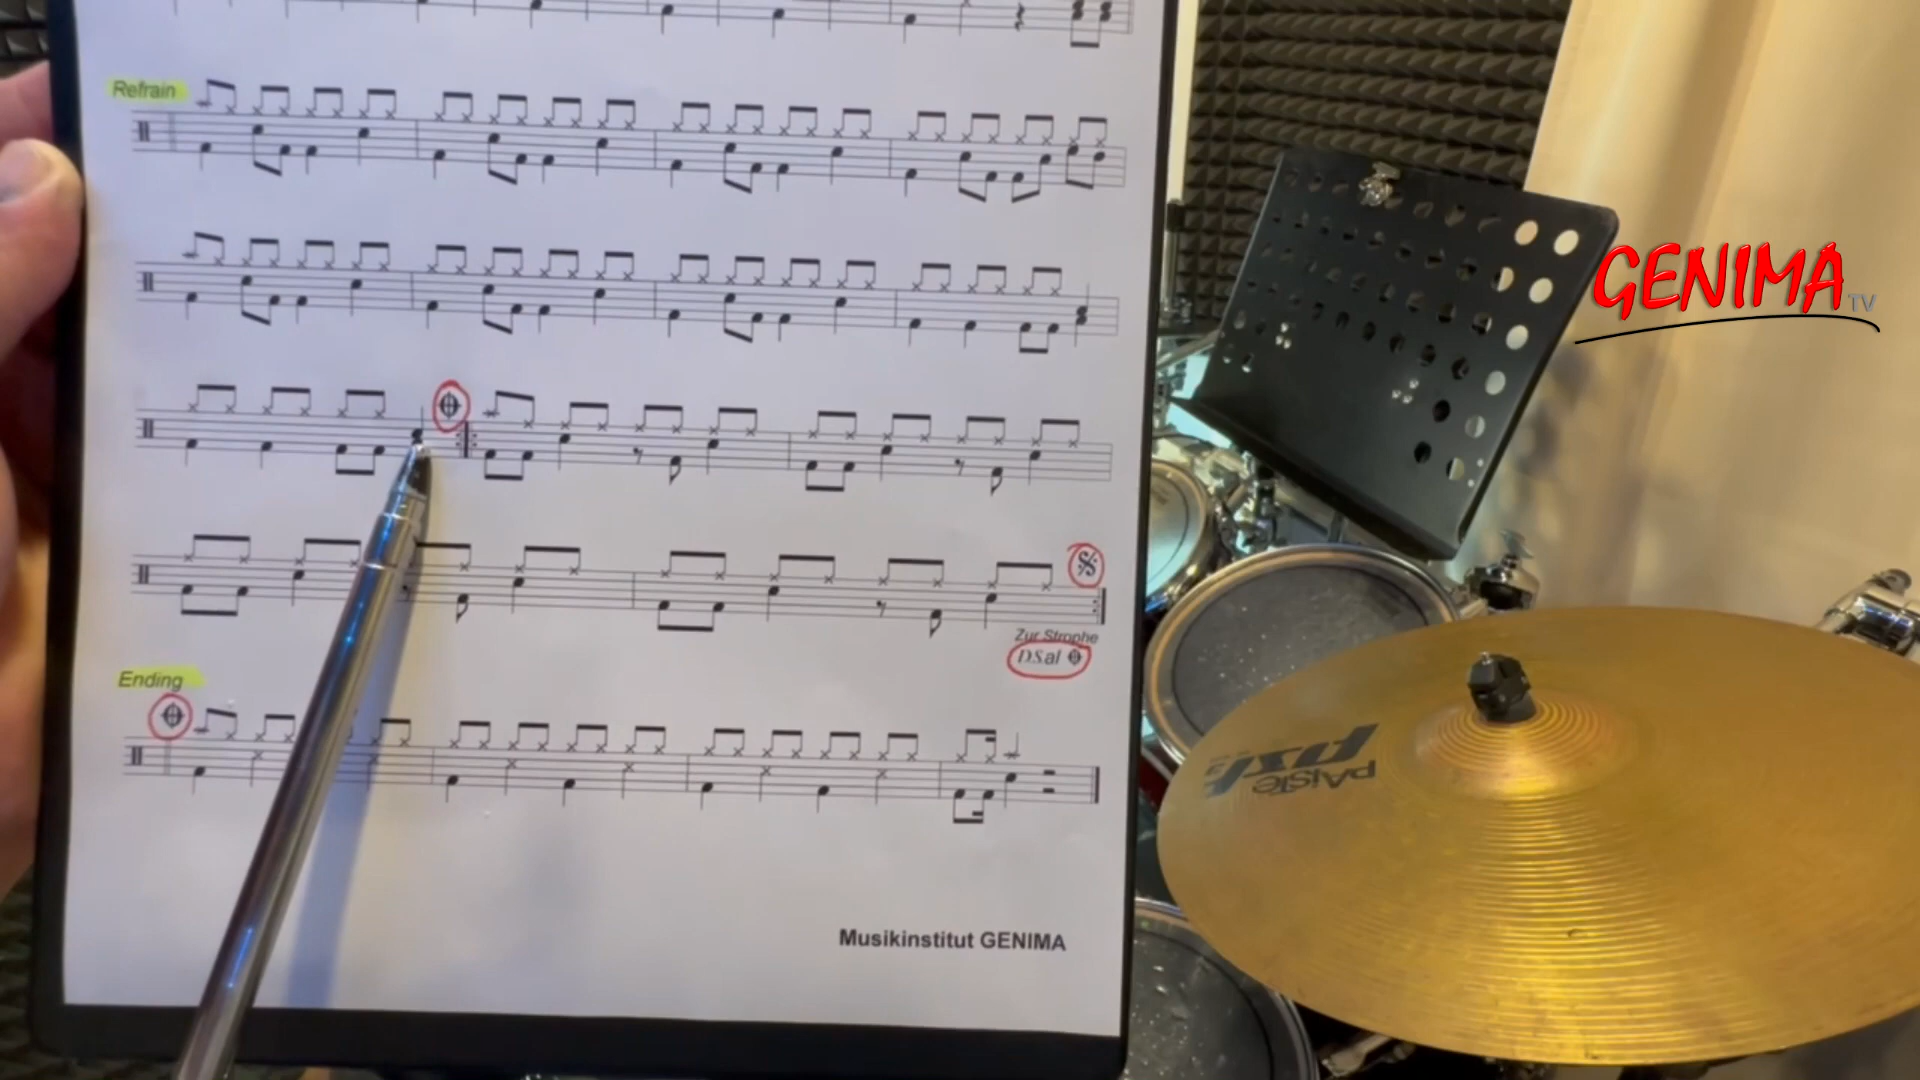 Refrain
GENIMA TV
Zur Strophe
D.S.al
Ending
PAiSTe
pst
Musikinstitut GENIMA